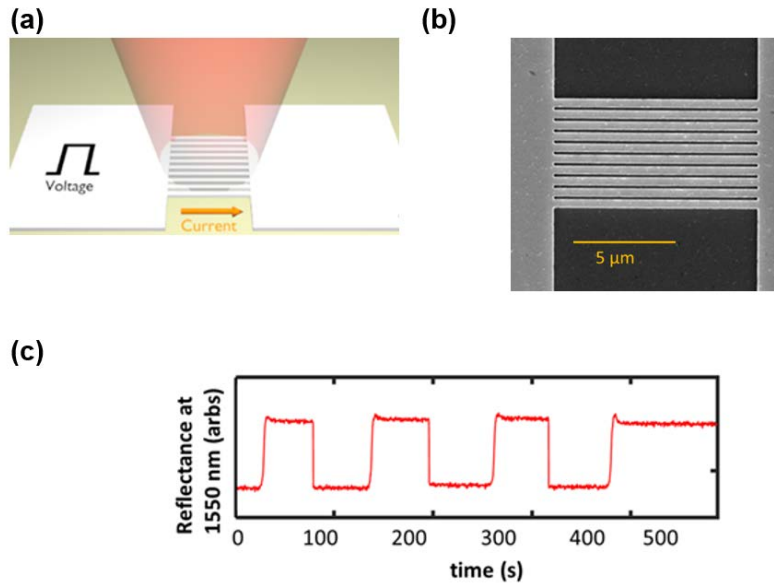 (a)
(b)
Voltage
Current
5 μm
(c)
Reflectance at
1550 nm (arbs)
0 100 200 300 400 500
time (s)